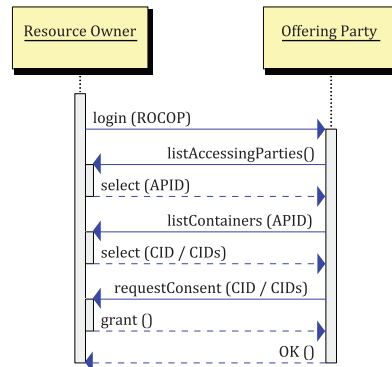 Resource Owner
Offering Party
login (ROCOP)
listAccessingParties()
select (APID)
listContainers (APID)
select (CID / CIDs)
requestConsent (CID / CIDs)
grant ()
OK ()